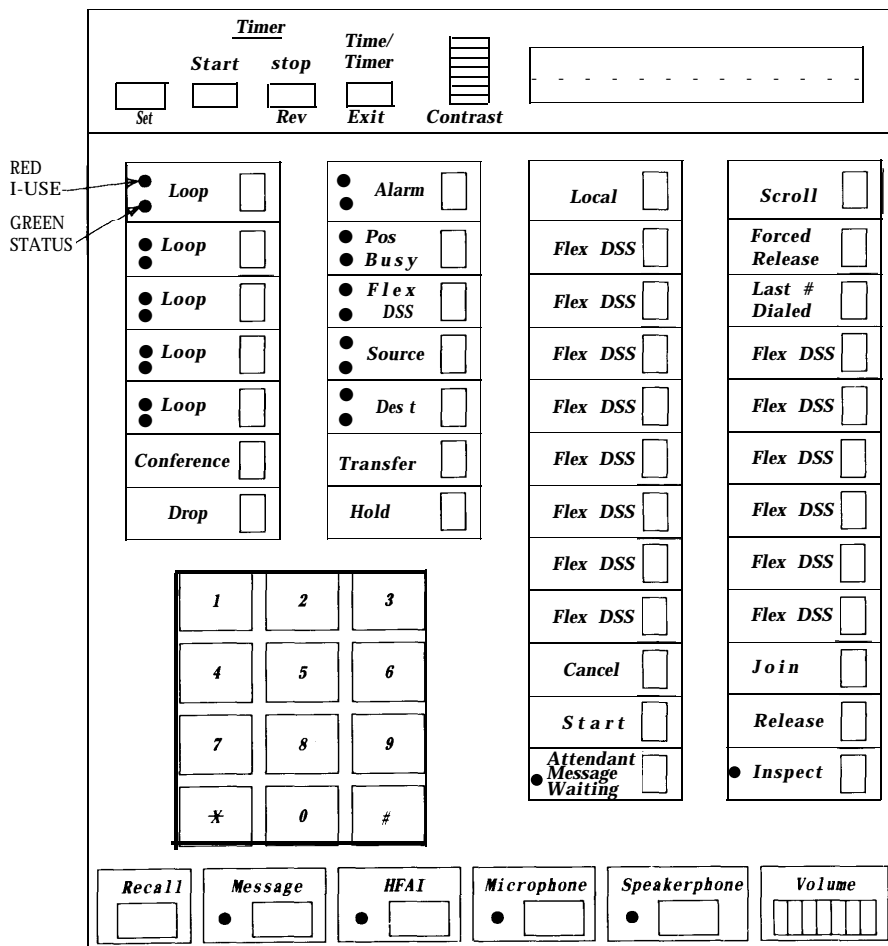 Timer
Start stop Time/
Timer
Set Rev Exit Contrast
- - - - - - - - - - - - -
RED
I-USE
GREEN
STATUS
Loop
Loop
Loop
Loop
Loop
Conference
Drop
Alarm
Pos
Busy
Flex
DSS
Source
Dest
Transfer
Hold
Local
Flex DSS
Flex DSS
Flex DSS
Flex DSS
Flex DSS
Flex DSS
Flex DSS
Flex DSS
Cancel
Start
Attendant
Message
Waiting
Scroll
Forced
Release
Last #
Dialed
Flex DSS
Flex DSS
Flex DSS
Flex DSS
Flex DSS
Flex DSS
Join
Release
Inspect
1 2 3
4 5 6
7 8 9
* 0 #
Recall Message HFAI Microphone Speakerphone Volume